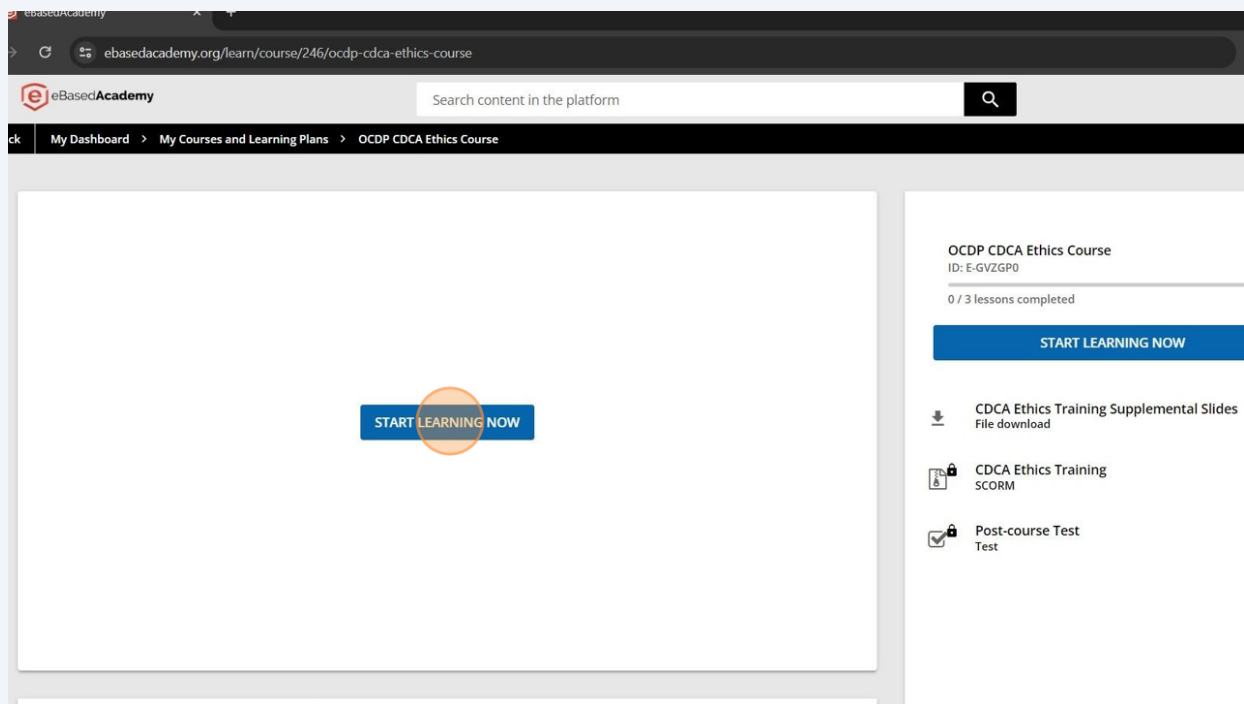 eBasedAcademy
ebasedacademy.org/learn/course/246/ocdp-cdca-ethics-course
eBasedAcademy
Search content in the platform
ck My Dashboard > My Courses and Learning Plans > OCDP CDCA Ethics Course
START LEARNING NOW
OCDP CDCA Ethics Course
ID: E-GVZGP0
0 / 3 lessons completed
START LEARNING NOW
CDCA Ethics Training Supplemental Slides
File download
CDCA Ethics Training
SCORM
Post-course Test
Test